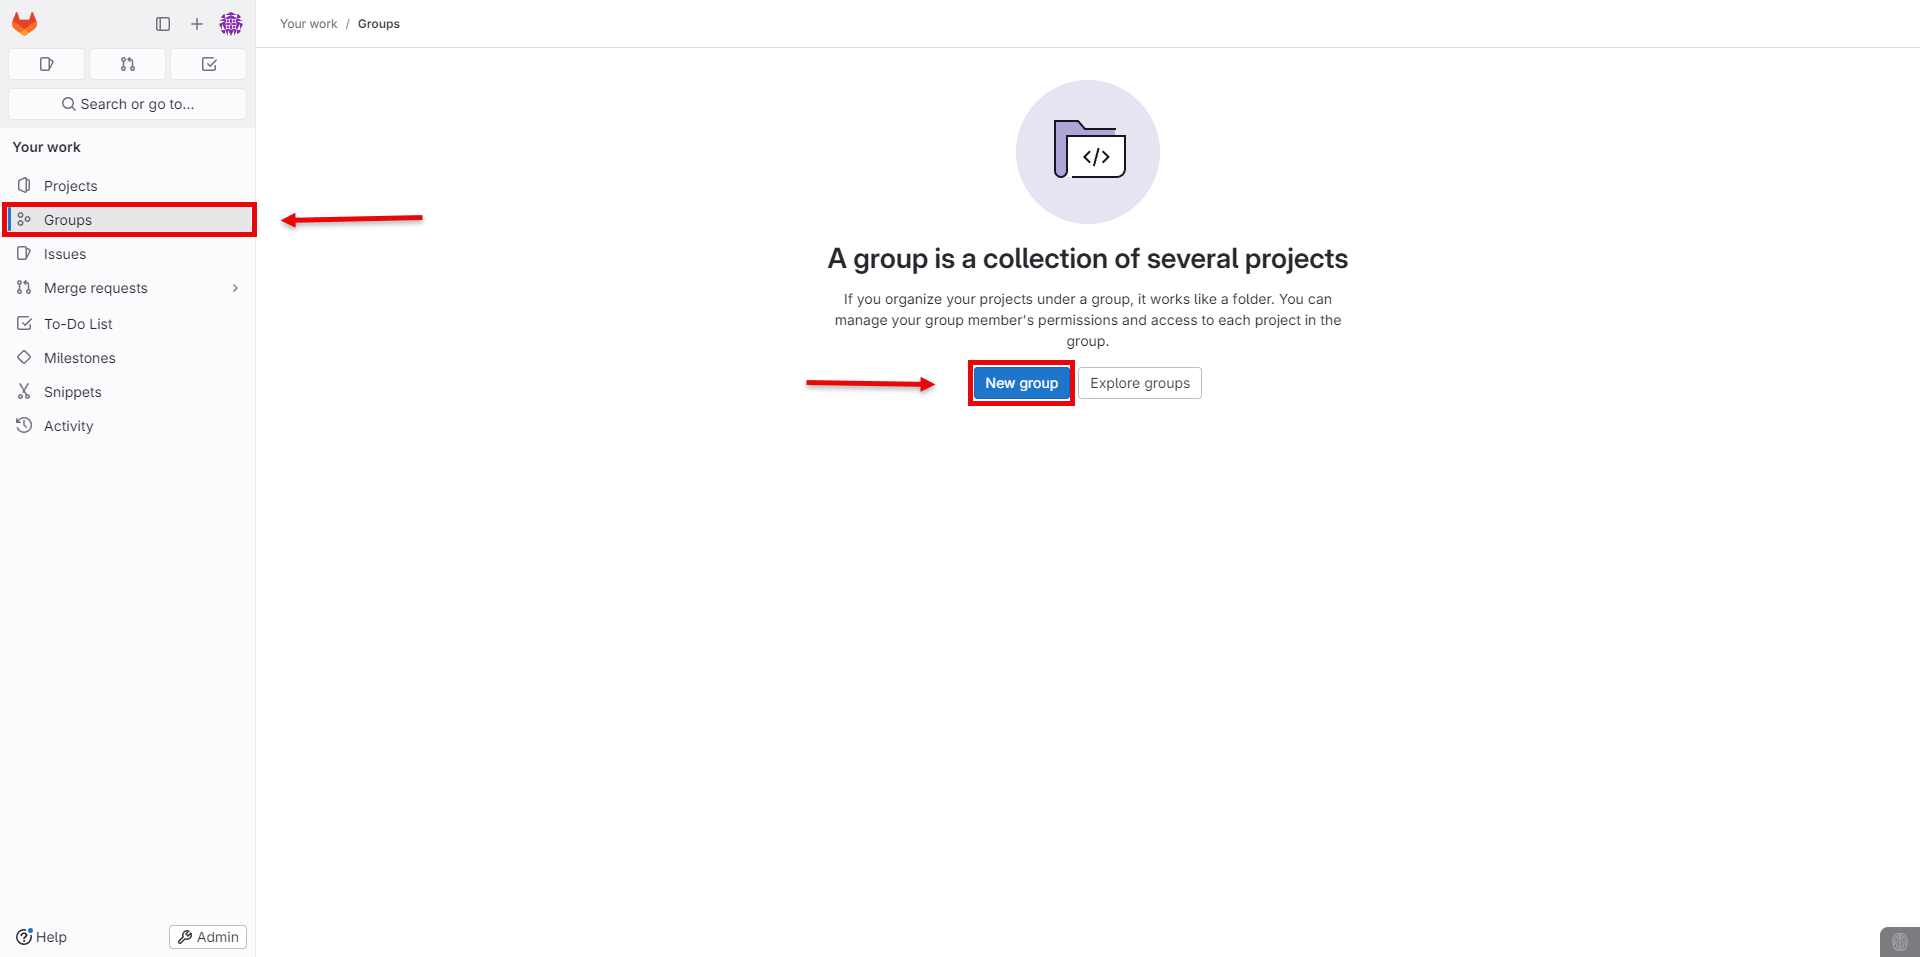 Your work / Groups
Search or go to...
Your work
Projects
Groups
Issues
Merge requests
To-Do List
Milestones
Snippets
Activity
Help
Admin
</>
A group is a collection of several projects
If you organize your projects under a group, it works like a folder. You can
manage your group member's permissions and access to each project in the
group.
New group
Explore groups